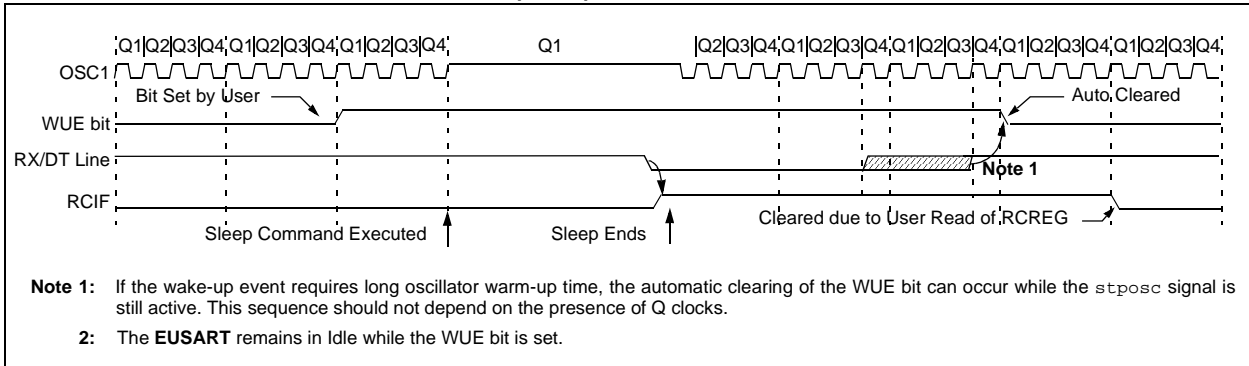 Q1 Q2 Q3 Q4 Q1 Q2 Q3 Q4 Q1 Q2 Q3 Q4 Q1 Q2 Q3 Q4 Q1 Q2 Q3 Q4 Q1 Q2 Q3 Q4 Q1 Q2 Q3 Q4 Q1 Q2 Q3 Q4
OSC1
Bit Set by User
Auto Cleared
WUE bit
RX/DT Line
Note 1
RCIF
Cleared due to User Read of RCREG
Sleep Command Executed
Sleep Ends
Note 1: If the wake-up event requires long oscillator warm-up time, the automatic clearing of the WUE bit can occur while the stposc signal is
still active. This sequence should not depend on the presence of Q clocks.
2: The EUSART remains in Idle while the WUE bit is set.